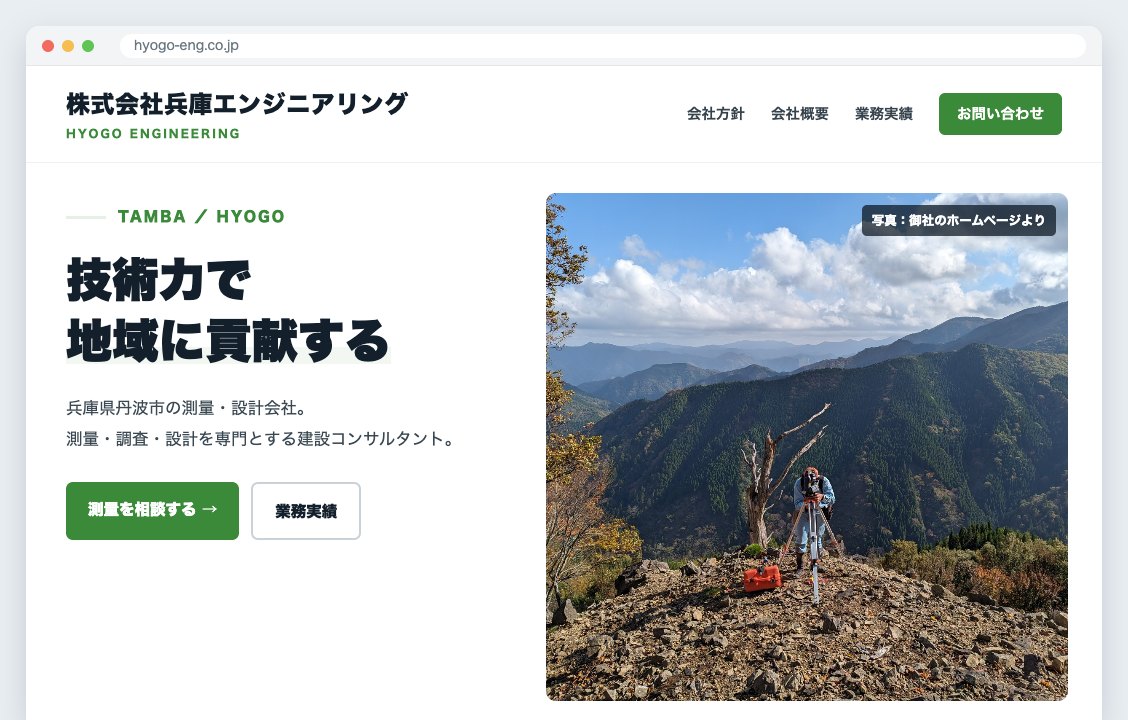 hyogo-eng.co.jp
株式会社兵庫エンジニアリング
HYOGO ENGINEERING
会社方針
会社概要
業務実績
お問い合わせ
TAMBA / HYOGO
技術力で
地域に貢献する
兵庫県丹波市の測量・設計会社。
測量・調査・設計を専門とする建設コンサルタント。
測量を相談する →
業務実績
写真：御社のホームページより